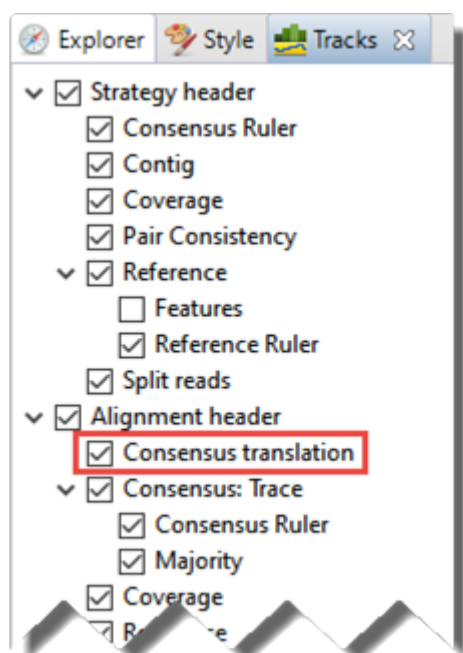 Explorer Style Tracks
Strategy header
Consensus Ruler
Contig
Coverage
Pair Consistency
Reference
Features
Reference Ruler
Split reads
Alignment header
Consensus translation
Consensus: Trace
Consensus Ruler
Majority
Coverage